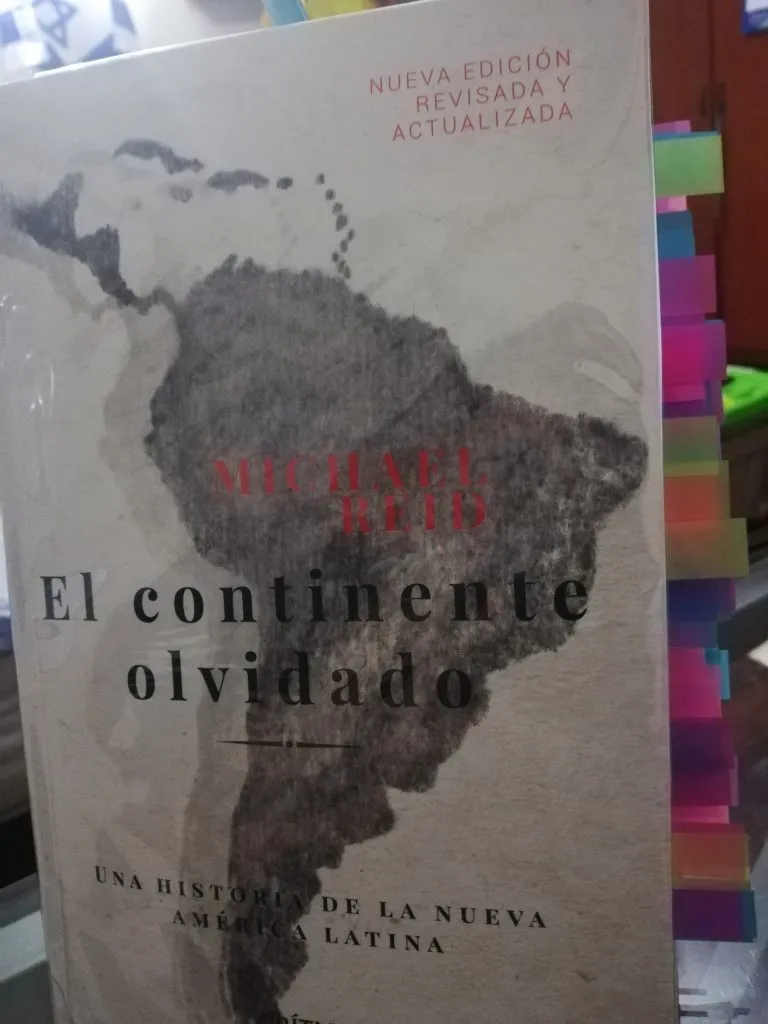 NUEVA EDICIÓN
REVISADA Y
ACTUALIZADA
MICHAEL
REID
El continente
olvidado
UNA HISTORIA DE LA NUEVA
AMÉRICA LATINA